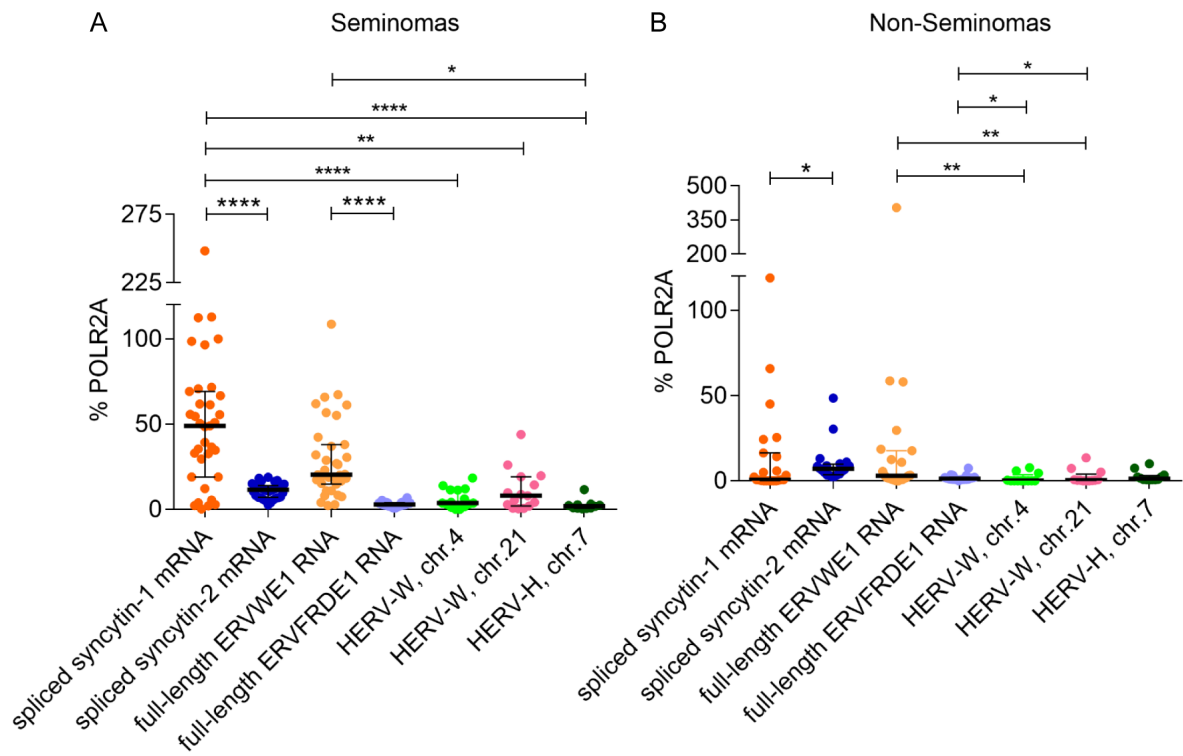 A
Seminomas
*
****
**
****
****
****
275
225
100
50
0
% POLR2A
spliced syncytin-1 mRNA
spliced syncytin-2 mRNA
full-length ERVWE1 RNA
full-length ERVFRDE1 RNA
HERV-W, chr.4
HERV-W, chr.21
HERV-H, chr.7
B
Non-Seminomas
*
*
**
**
*
500
350
200
100
50
0
% POLR2A
spliced syncytin-1 mRNA
spliced syncytin-2 mRNA
full-length ERVWE1 RNA
full-length ERVFRDE1 RNA
HERV-W, chr.4
HERV-W, chr.21
HERV-H, chr.7